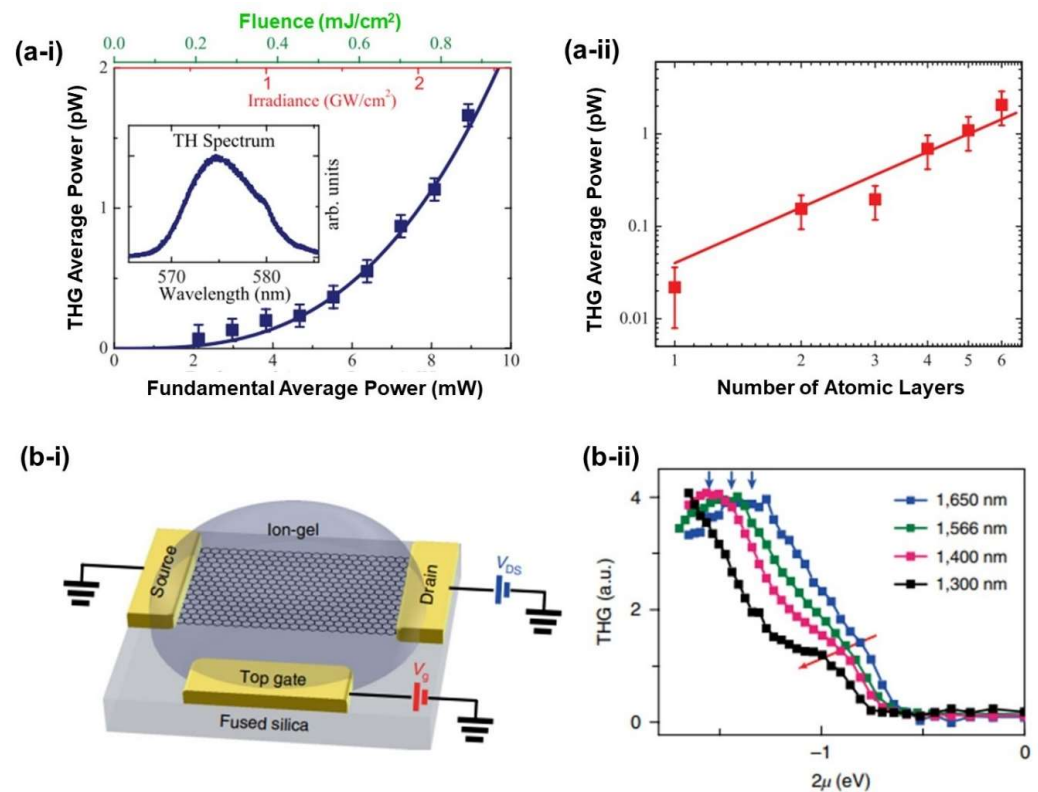 (a-i)
Fluence (mJ/cm²)
0.0 0.2 0.4 0.6 0.8
1 2
Irradiance (GW/cm²)
THG Average Power (pW)
2
1
0
TH Spectrum
arb. units
570 580
Wavelength (nm)
0 2 4 6 8 10
Fundamental Average Power (mW)
(a-ii)
THG Average Power (pW)
1
0.1
0.01
1 2 3 4 5 6
Number of Atomic Layers
(b-i)
Ion-gel
Source
Drain
V_DS
Top gate
V_g
Fused silica
(b-ii)
THG (a.u.)
4
2
0
1,650 nm
1,566 nm
1,400 nm
1,300 nm
−1 0
2μ (eV)